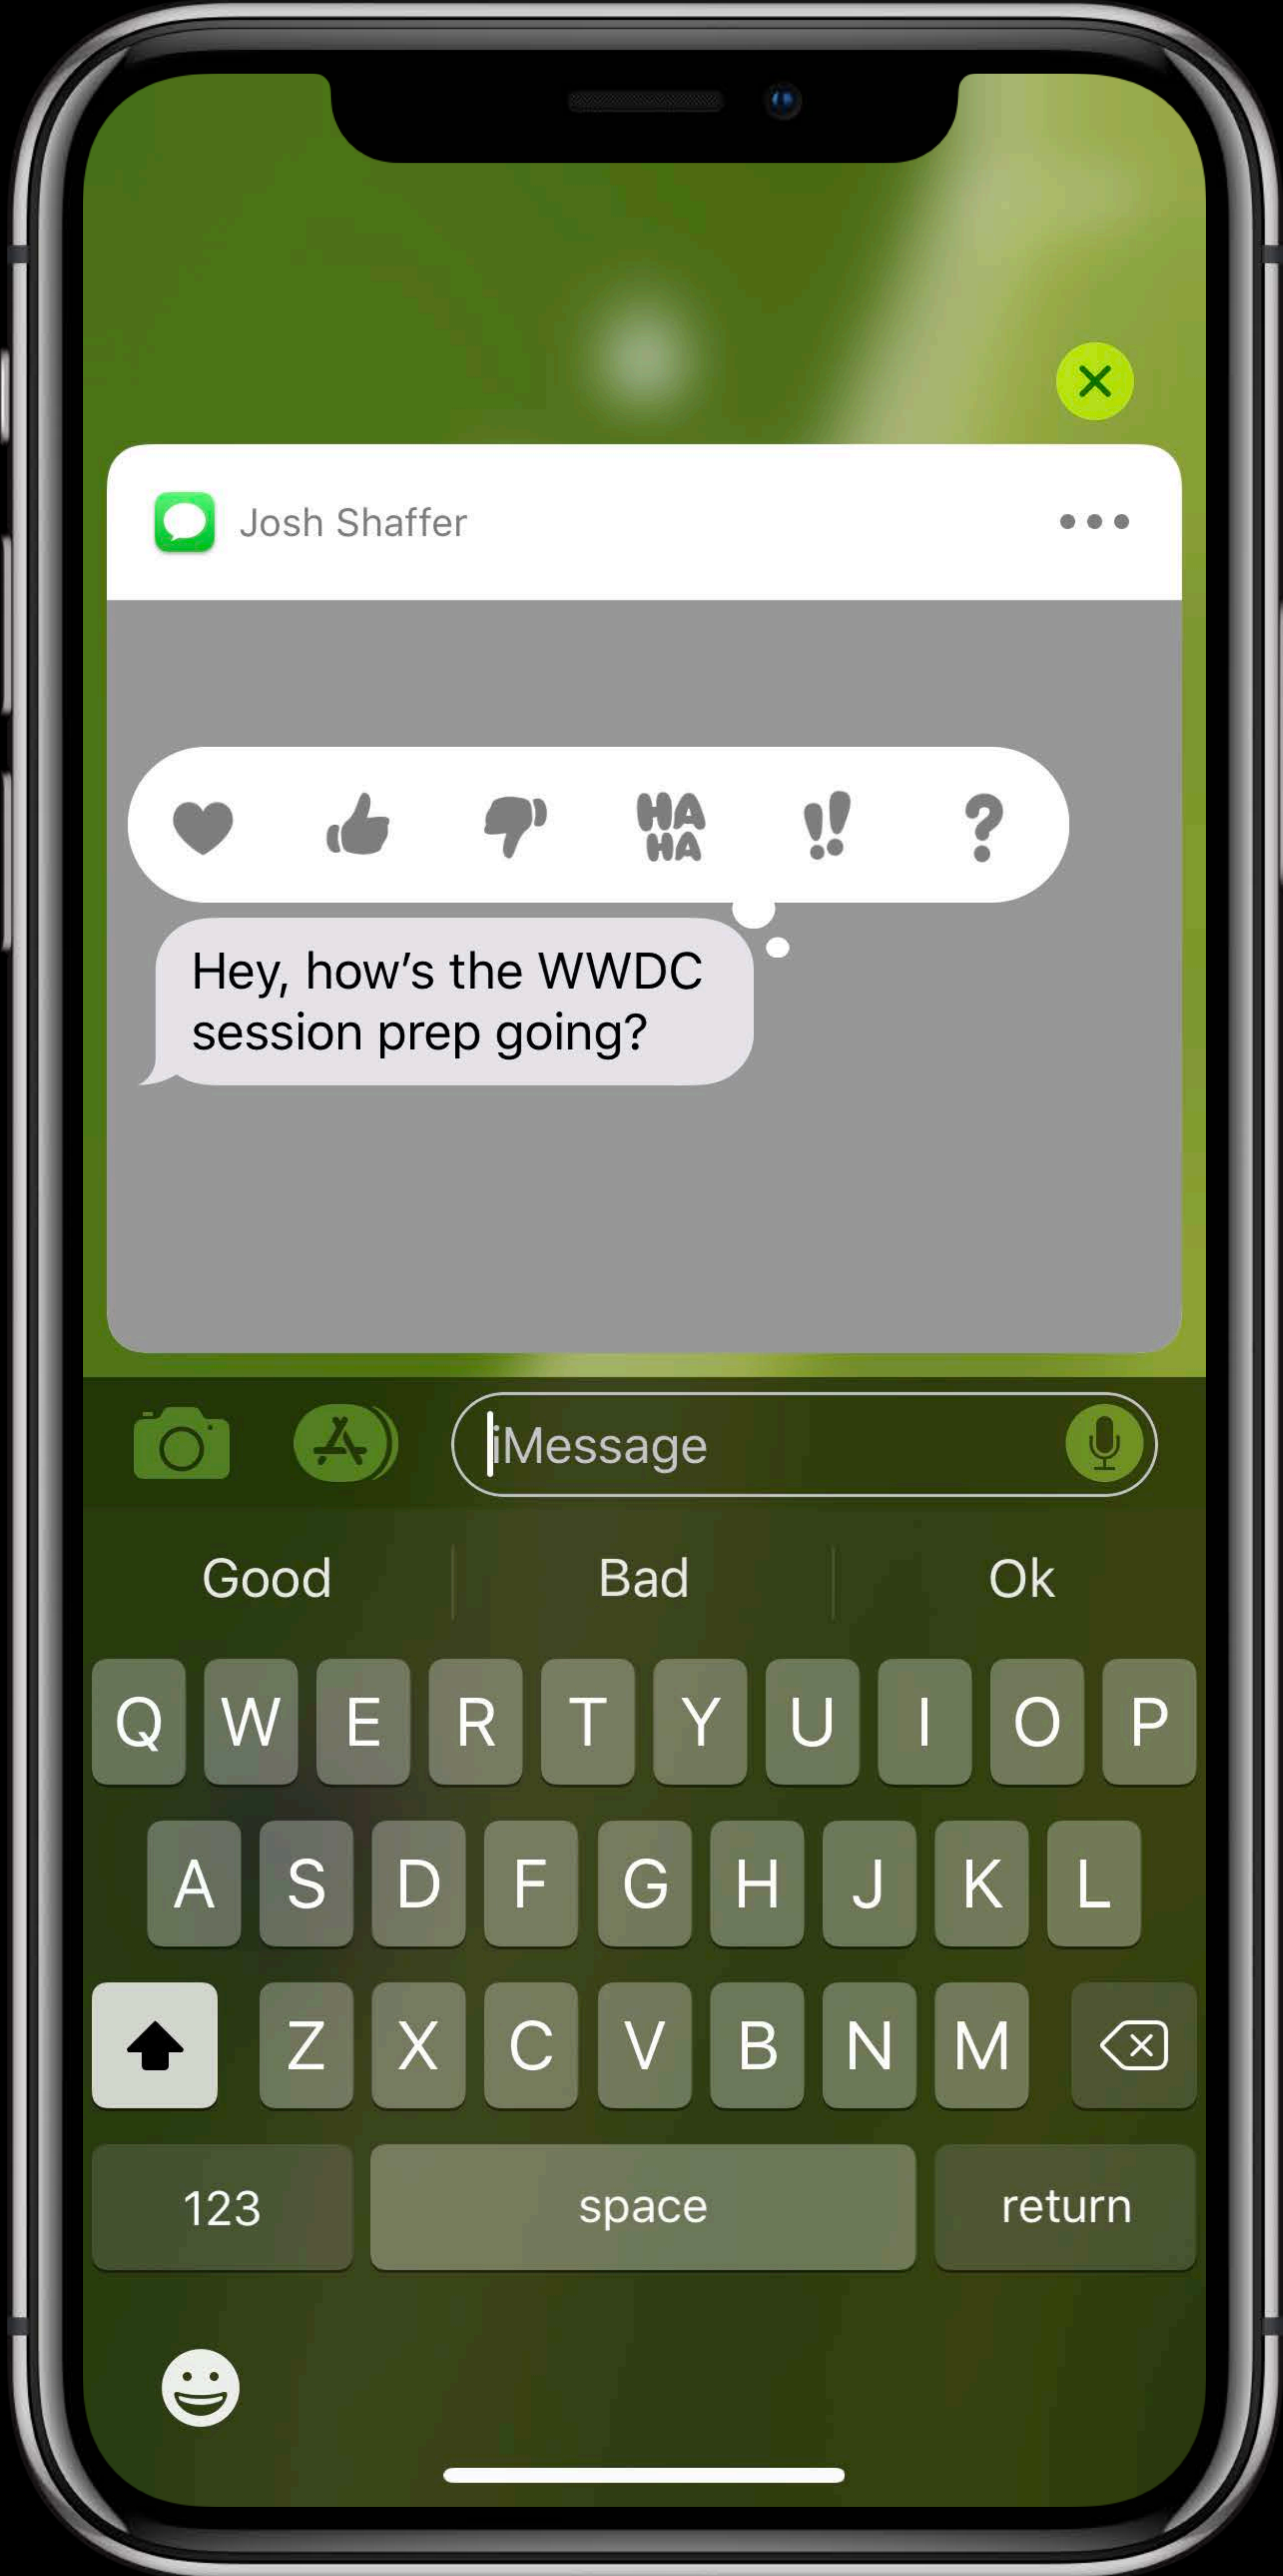 Josh Shaffer
HA
HA
!!
?
Hey, how’s the WWDC
session prep going?
iMessage
Good Bad Ok
Q W E R T Y U I O P
A S D F G H J K L
Z X C V B N M
123 space return